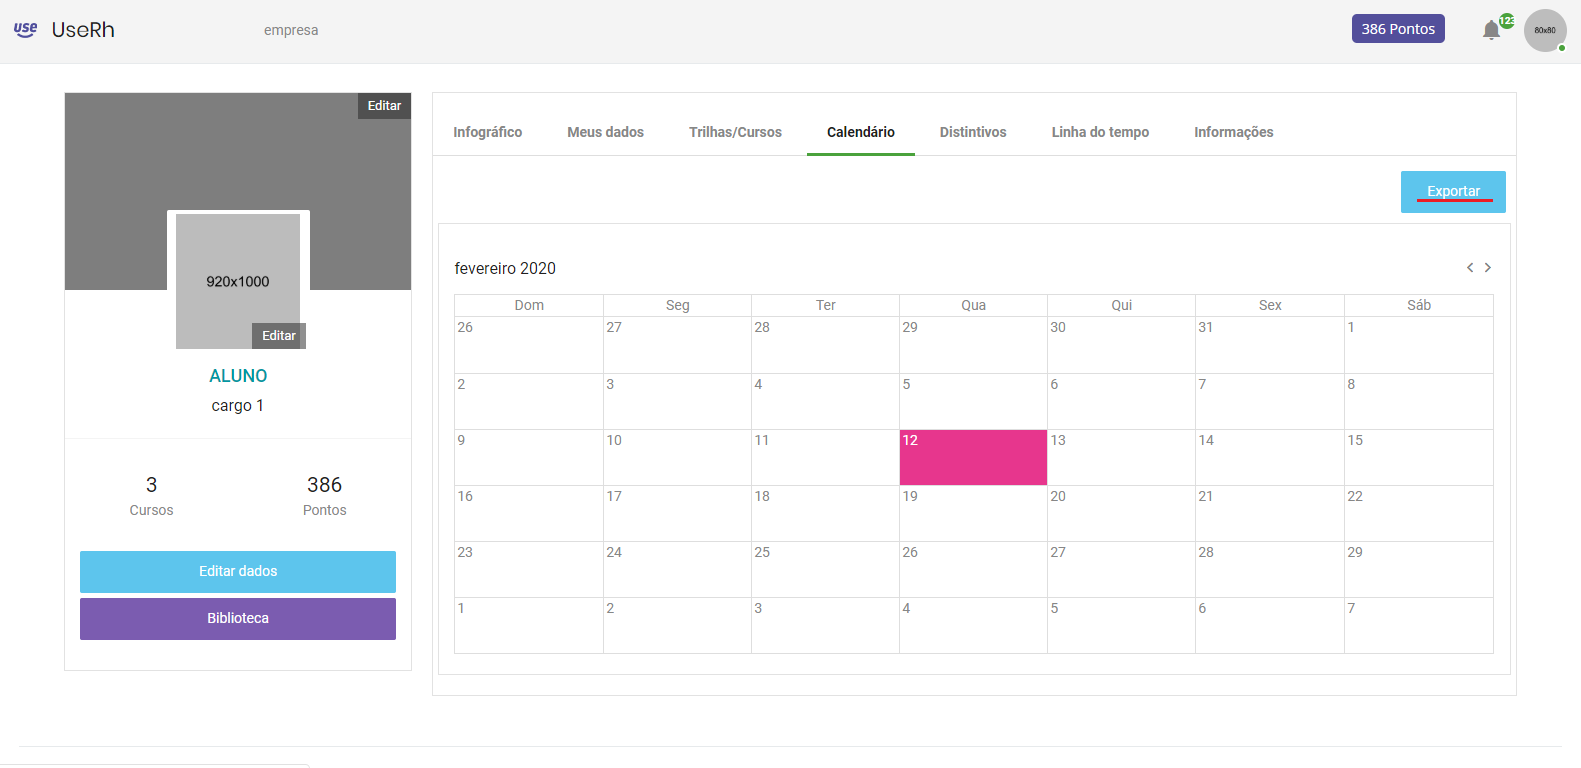 use UseRh empresa 386 Pontos 123 80x80
Editar
920x1000
Editar
ALUNO
cargo 1
3 386
Cursos Pontos
Editar dados
Biblioteca
Infográfico Meus dados Trilhas/Cursos Calendário Distintivos Linha do tempo Informações
Exportar
fevereiro 2020
Dom Seg Ter Qua Qui Sex Sáb
26 27 28 29 30 31 1
2 3 4 5 6 7 8
9 10 11 12 13 14 15
16 17 18 19 20 21 22
23 24 25 26 27 28 29
1 2 3 4 5 6 7